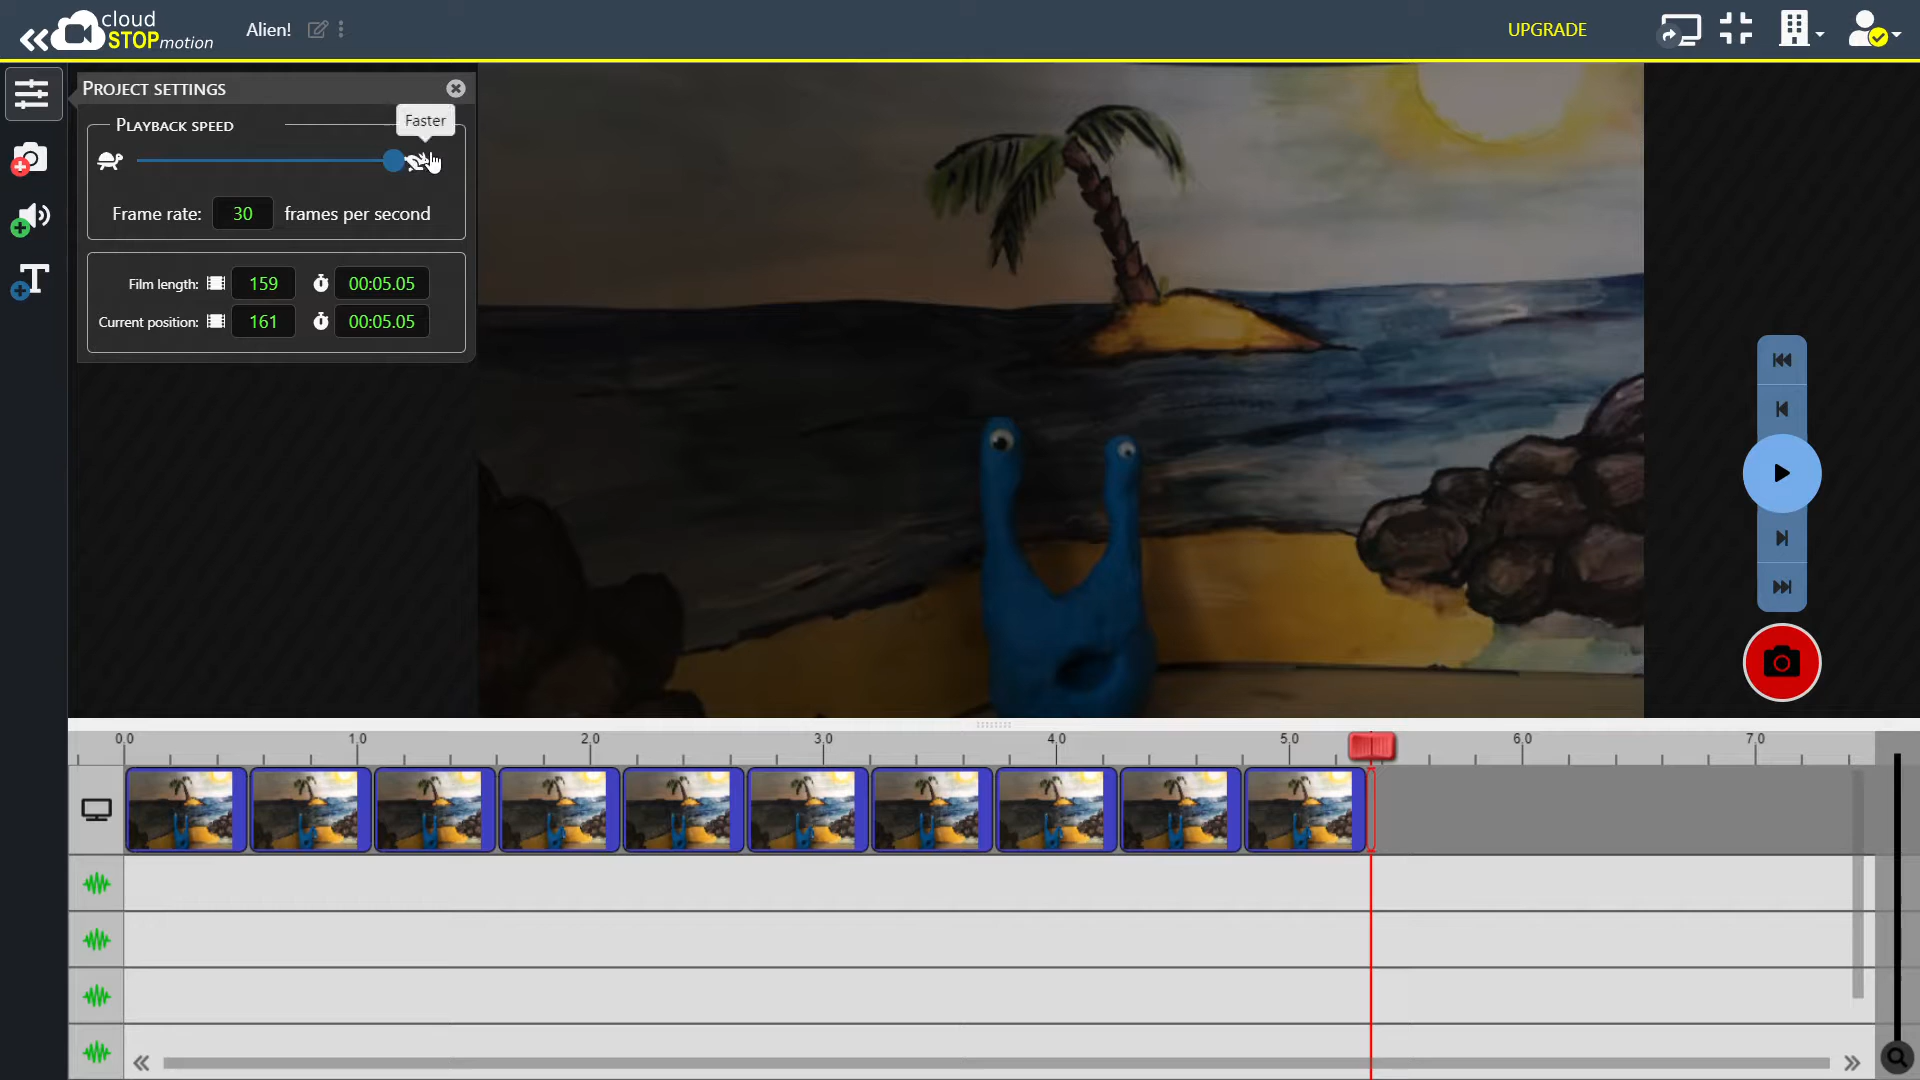 cloud
STOPmotion
Alien!
UPGRADE
PROJECT SETTINGS
Faster
PLAYBACK SPEED
Frame rate: 30 frames per second
Film length: 159 00:05.05
Current position: 161 00:05.05
0.0 1.0 2.0 3.0 4.0 5.0 6.0 7.0